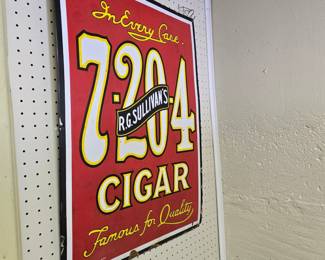 In Every Case.
7-20-4
R.G. SULLIVAN'S
CIGAR
Famous for Quality